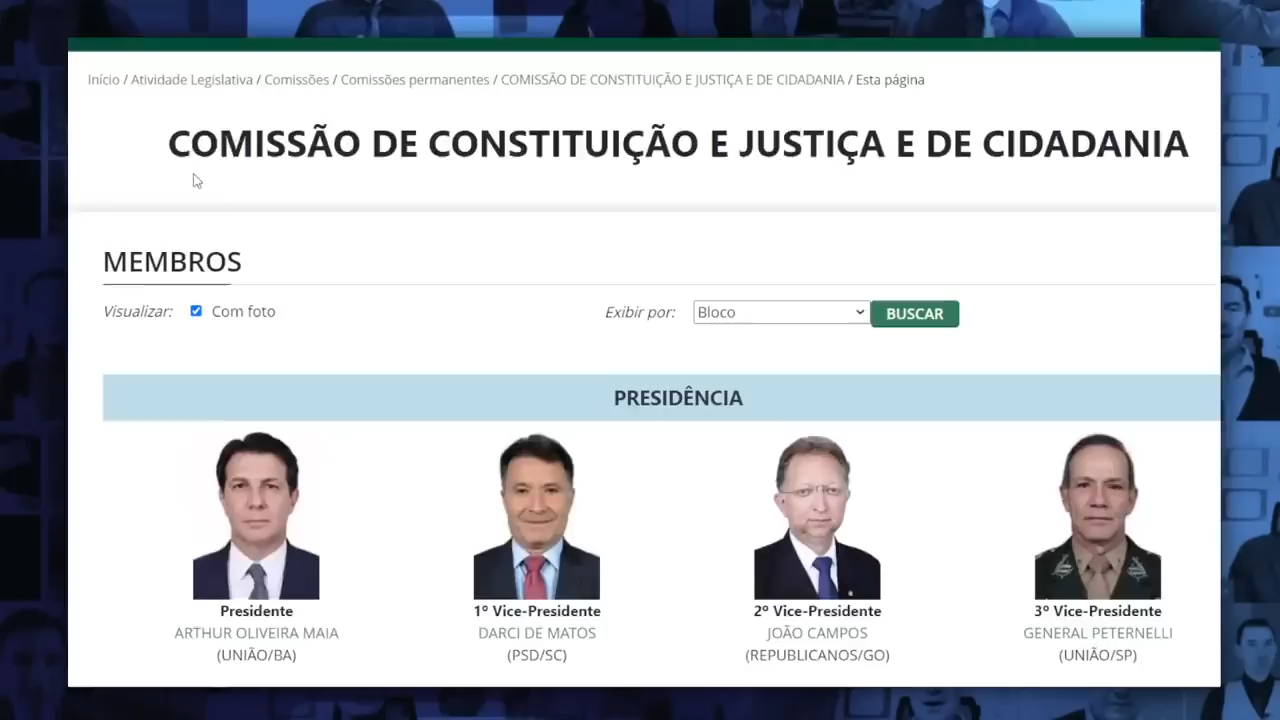 Início / Atividade Legislativa / Comissões / Comissões permanentes / COMISSÃO DE CONSTITUIÇÃO E JUSTIÇA E DE CIDADANIA / Esta página
COMISSÃO DE CONSTITUIÇÃO E JUSTIÇA E DE CIDADANIA
MEMBROS
Visualizar: Com foto Exibir por: Bloco BUSCAR
PRESIDÊNCIA
Presidente 1º Vice-Presidente 2º Vice-Presidente 3º Vice-Presidente
ARTHUR OLIVEIRA MAIA DARCI DE MATOS JOÃO CAMPOS GENERAL PETERNELLI
(UNIÃO/BA) (PSD/SC) (REPUBLICANOS/GO) (UNIÃO/SP)